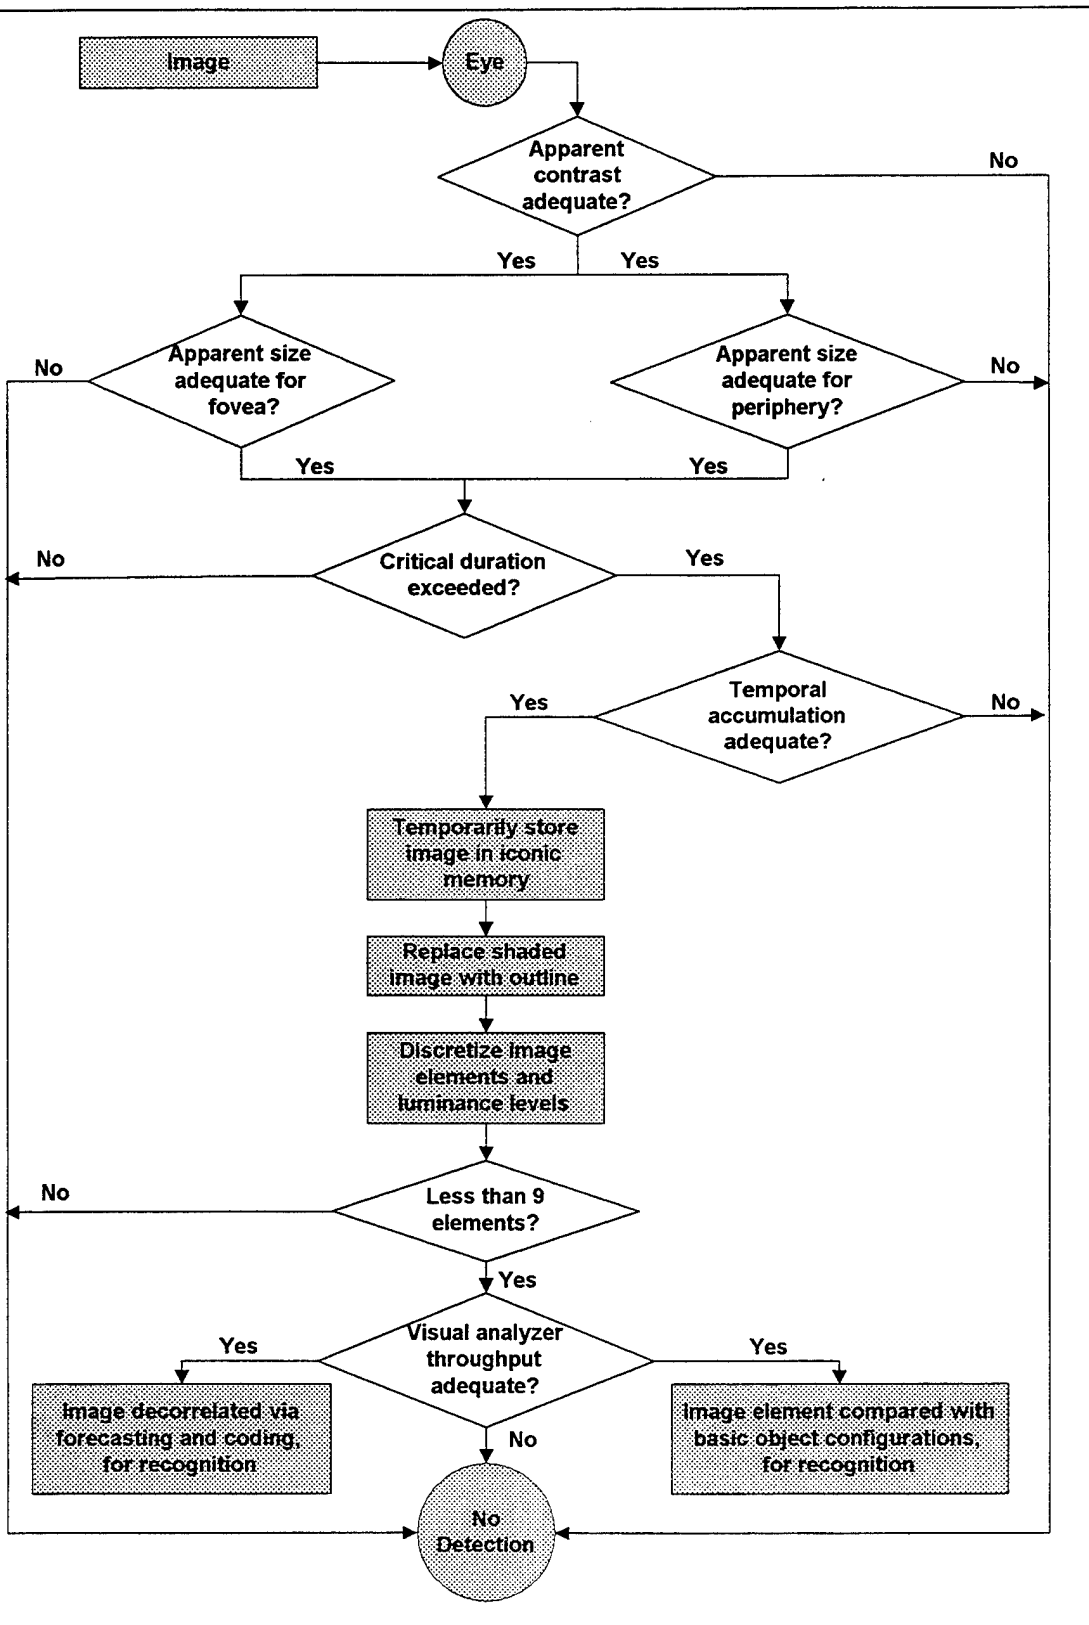 Image
Eye
Apparent
contrast
adequate?
No
Yes
Yes
Apparent size
adequate for
fovea?
No
Apparent size
adequate for
periphery?
No
Yes
Yes
Critical duration
exceeded?
No
Yes
Temporal
accumulation
adequate?
Yes
No
Temporarily store
image in iconic
memory
Replace shaded
image with outline
Discretize image
elements and
luminance levels
Less than 9
elements?
No
Yes
Visual analyzer
throughput
adequate?
Yes
Yes
Image decorrelated via
forecasting and coding,
for recognition
No
Image element compared with
basic object configurations,
for recognition
No
Detection